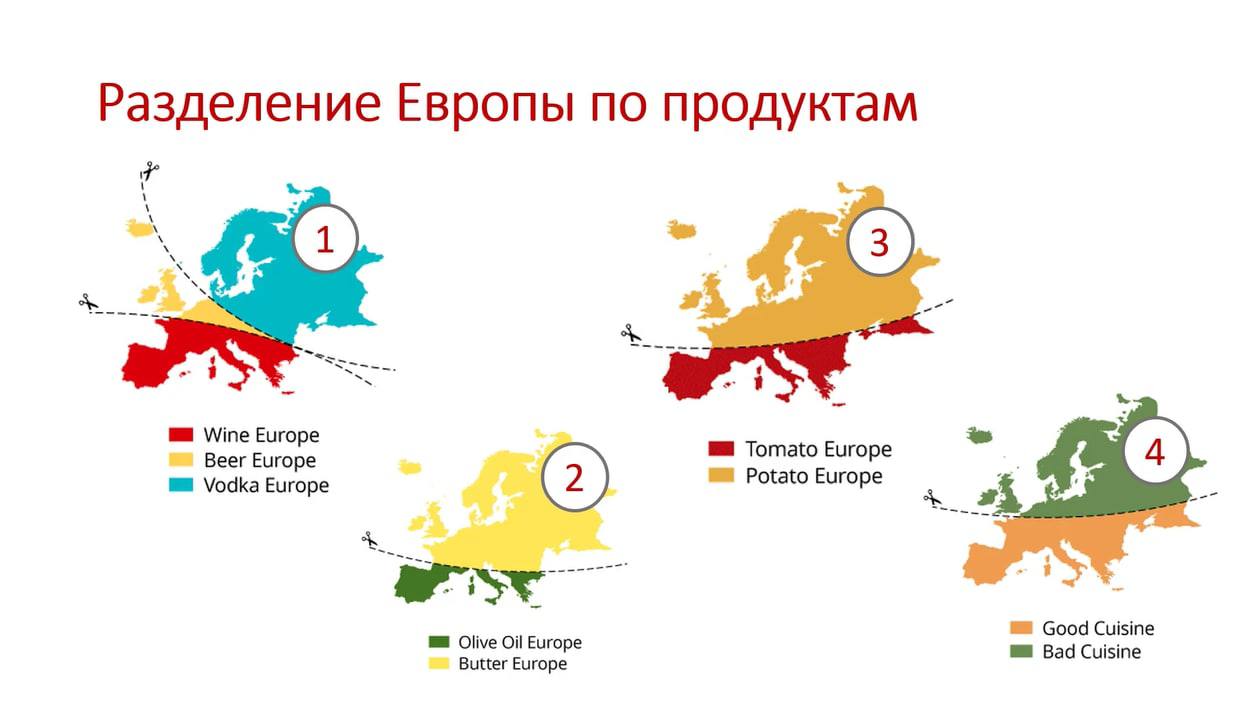 Разделение Европы по продуктам
1
Wine Europe
Beer Europe
Vodka Europe
2
Olive Oil Europe
Butter Europe
3
Tomato Europe
Potato Europe
4
Good Cuisine
Bad Cuisine